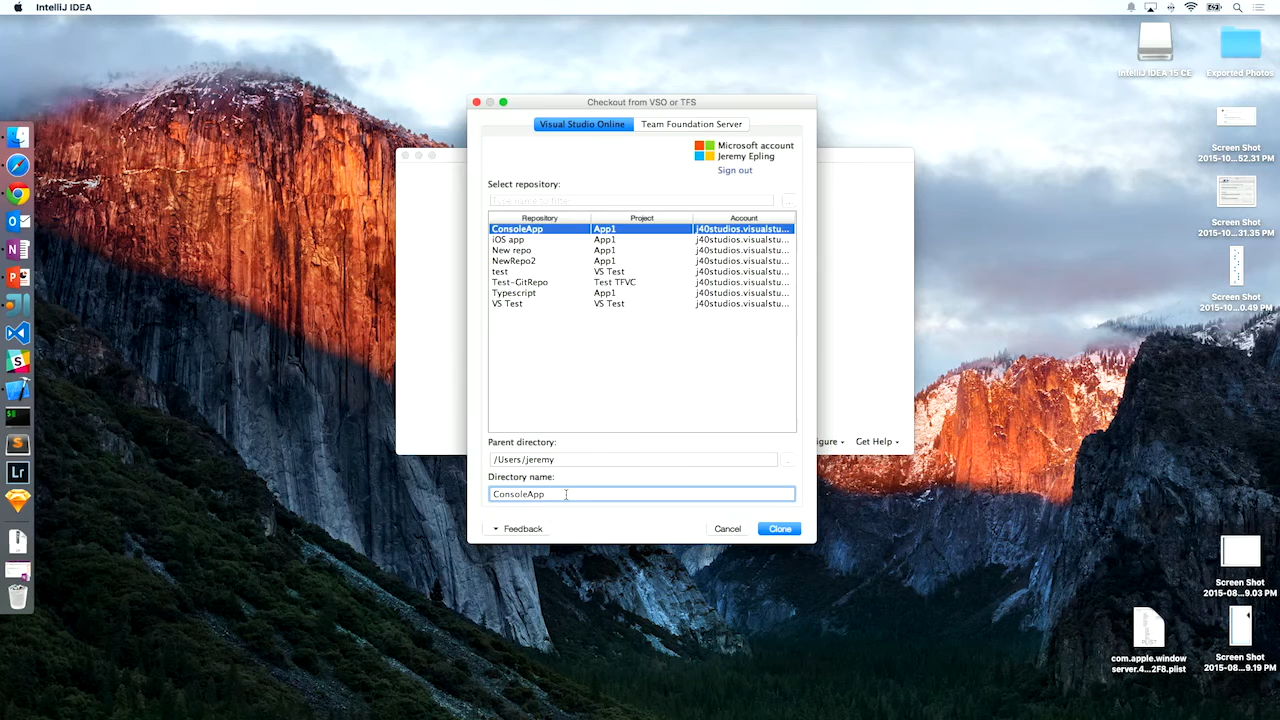 IntelliJ IDEA
IntelliJ IDEA 15 CE
Exported Photos
Screen Shot
2015-10...52.31 PM
Screen Shot
2015-10...31.35 PM
Screen Shot
2015-10...0.49 PM
Checkout from VSO or TFS
Visual Studio Online
Team Foundation Server
Microsoft account
Jeremy Epling
Sign out
Select repository:
Type name to filter
Repository Project Account
ConsoleApp App1 j40studios.visualstu...
iOS app App1 j40studios.visualstu...
New repo App1 j40studios.visualstu...
NewRepo2 App1 j40studios.visualstu...
test VS Test j40studios.visualstu...
Test-GitRepo Test TFVC j40studios.visualstu...
Typescript App1 j40studios.visualstu...
VS Test VS Test j40studios.visualstu...
Parent directory:
/Users/jeremy
Directory name:
ConsoleApp
Feedback
Cancel
Clone
igure
Get Help
Lr
Screen Shot
2015-08...9.03 PM
com.apple.window
server.4...2F8.plist
Screen Shot
2015-08...9.19 PM